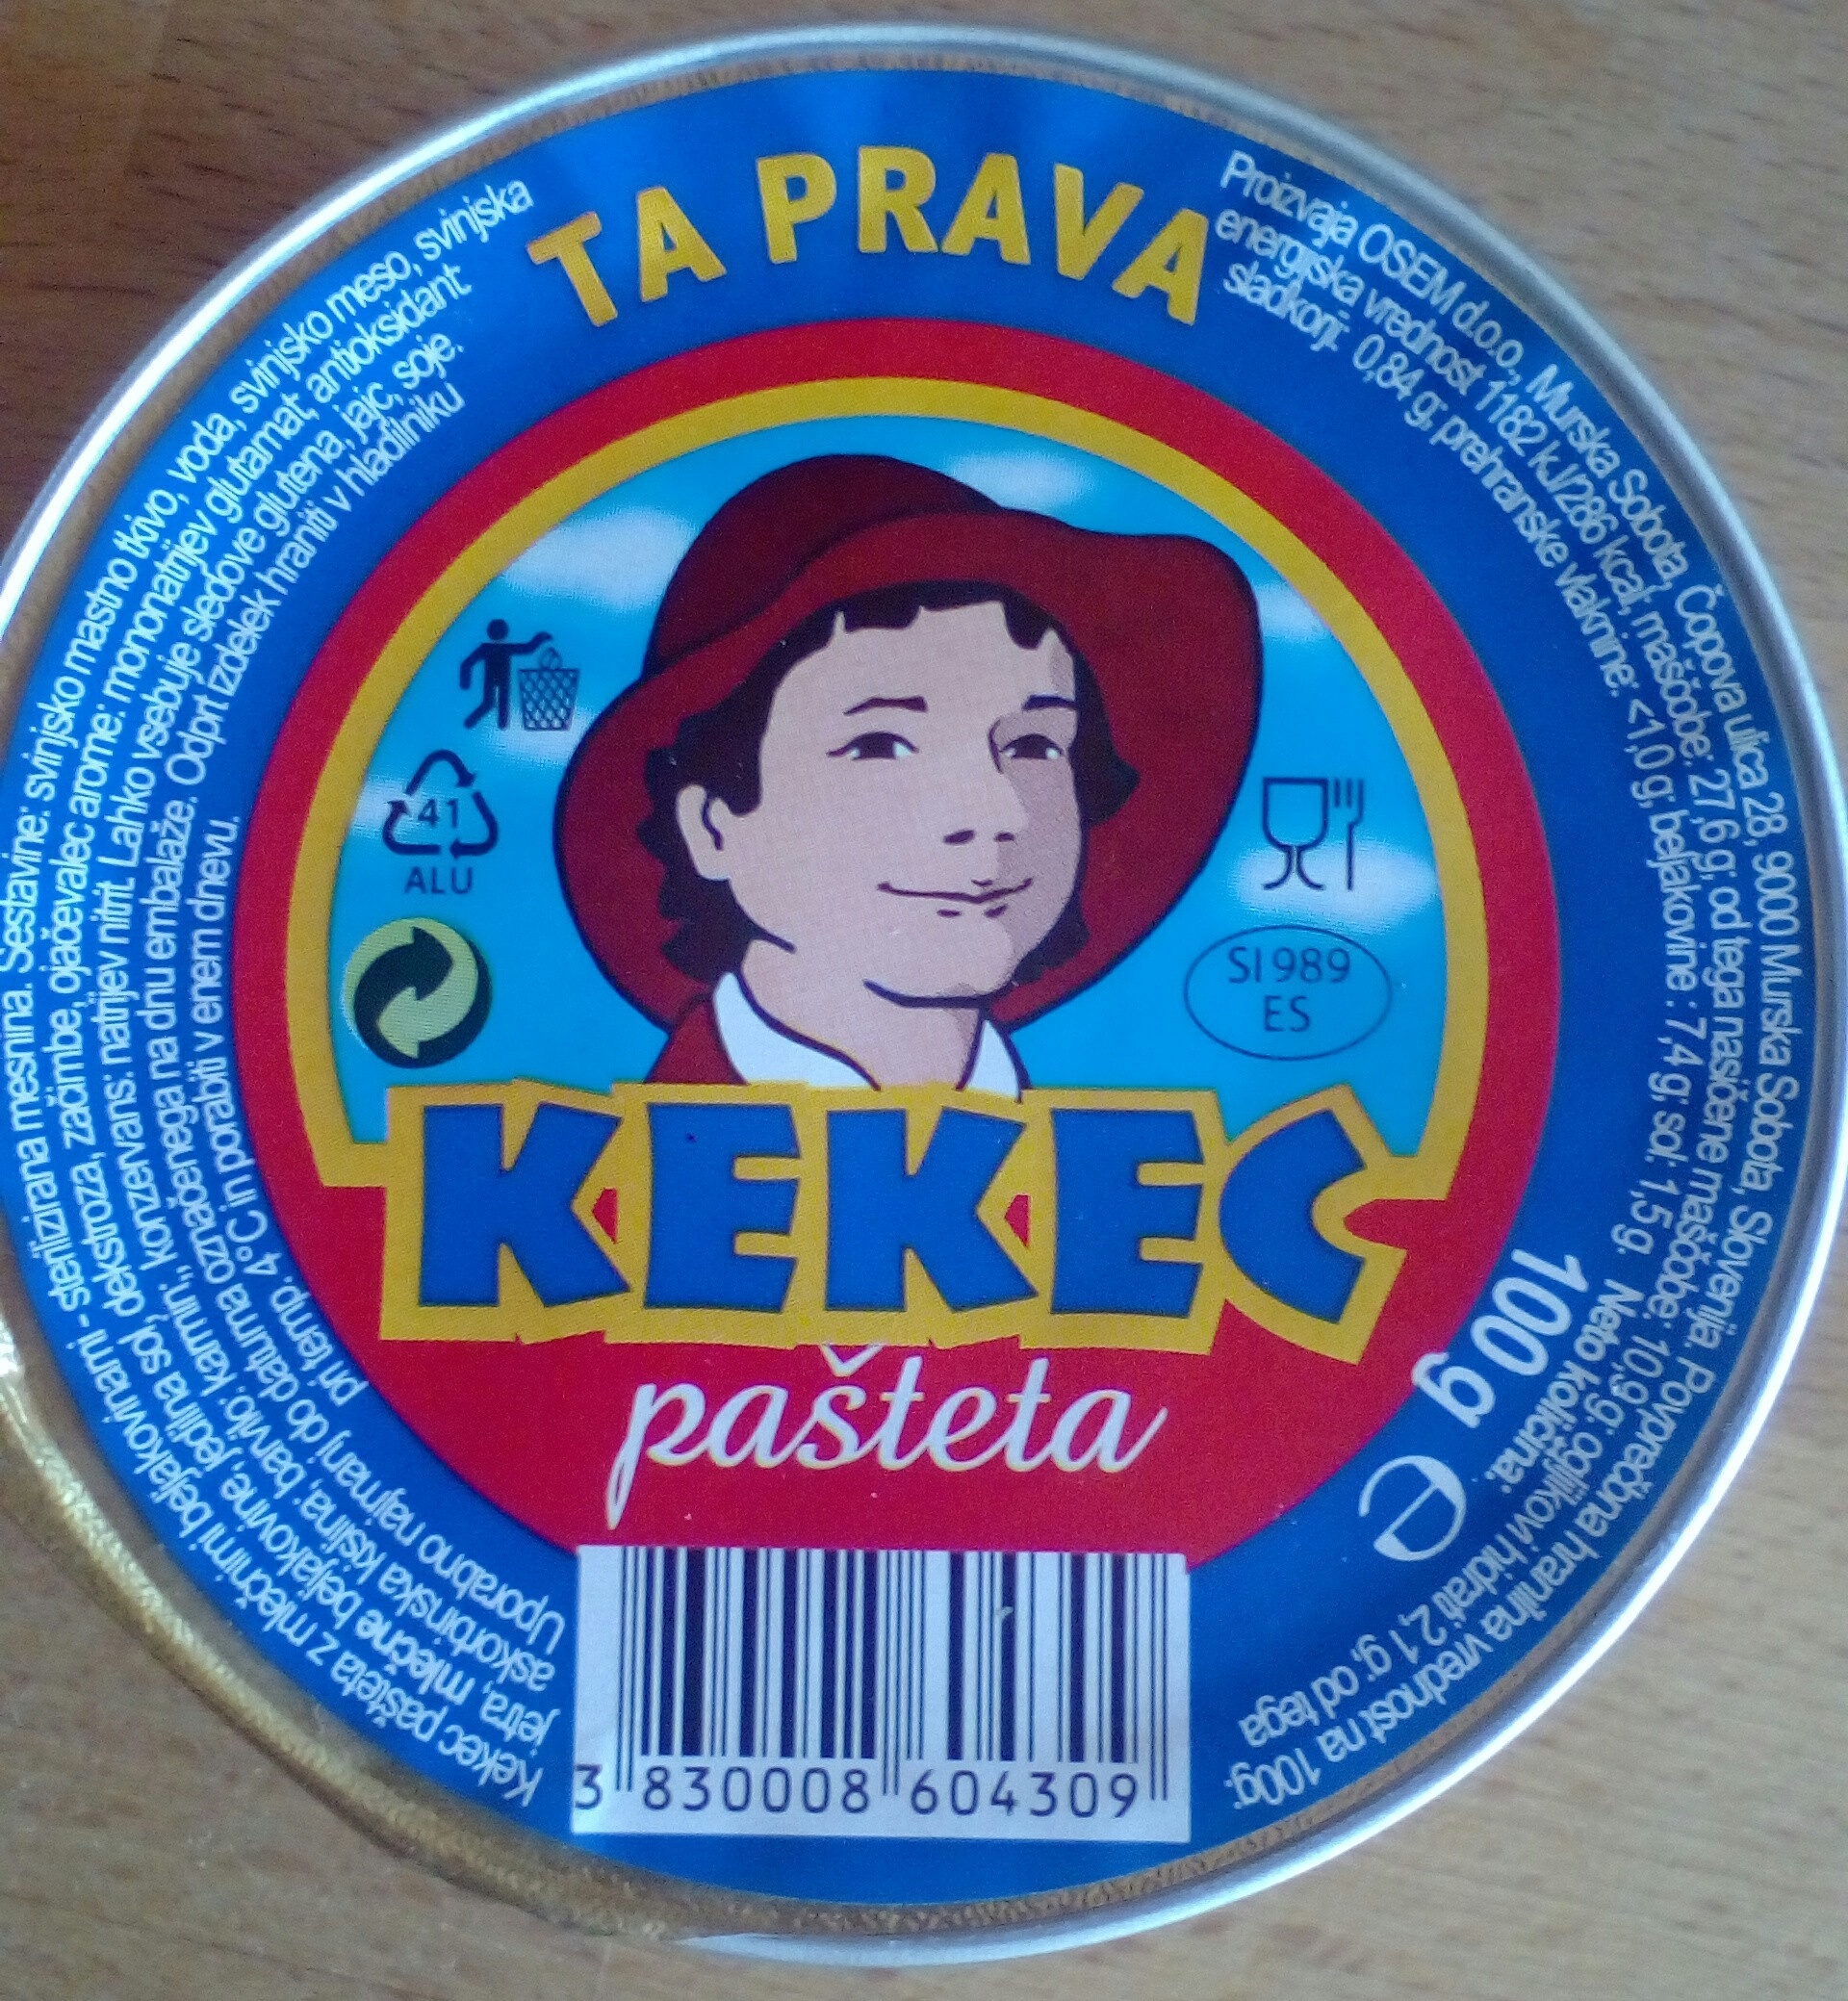 TA PRAVA
Kekec pašteta z mlečnimi beljakovinami - sterilizirana mesnina. Sestavine: svinjsko mastno tkivo, voda, svinjsko meso, svinjska
jetra, mlečne beljakovine, jedilna sol, dekstroza, začimbe, ojačevalec arome: mononatrijev glutamat, antioksidant:
askorbinska kislina; barvilo: karmin,; konzervans: natrijev nitrit. Lahko vsebuje sledove glutena, jajc, soje.
Uporabno najmanj do datuma označenega na dnu embalaže. Odprt izdelek hraniti v hladilniku
pri temp. 4°C in porabiti v enem dnevu.
Proizvaja OSEM d.o.o., Murska Sobota, Čopova ulica 28, 9000 Murska Sobota, Slovenija. Povprečna hranilna vrednost na 100g:
energijska vrednost 1182 kJ/286 kcal, maščobe: 27,6 g; od tega nasičene maščobe: 10,9 g; ogljikovi hidrati 2,1 g; od tega
sladkorji: 0,84 g; prehranske vlaknine: <1,0 g; beljakovine : 7,4 g; sol: 1,5 g. Neto količina:
100 g e
41
ALU
SI 989
ES
KEKEC
pašteta
3 830008 604309